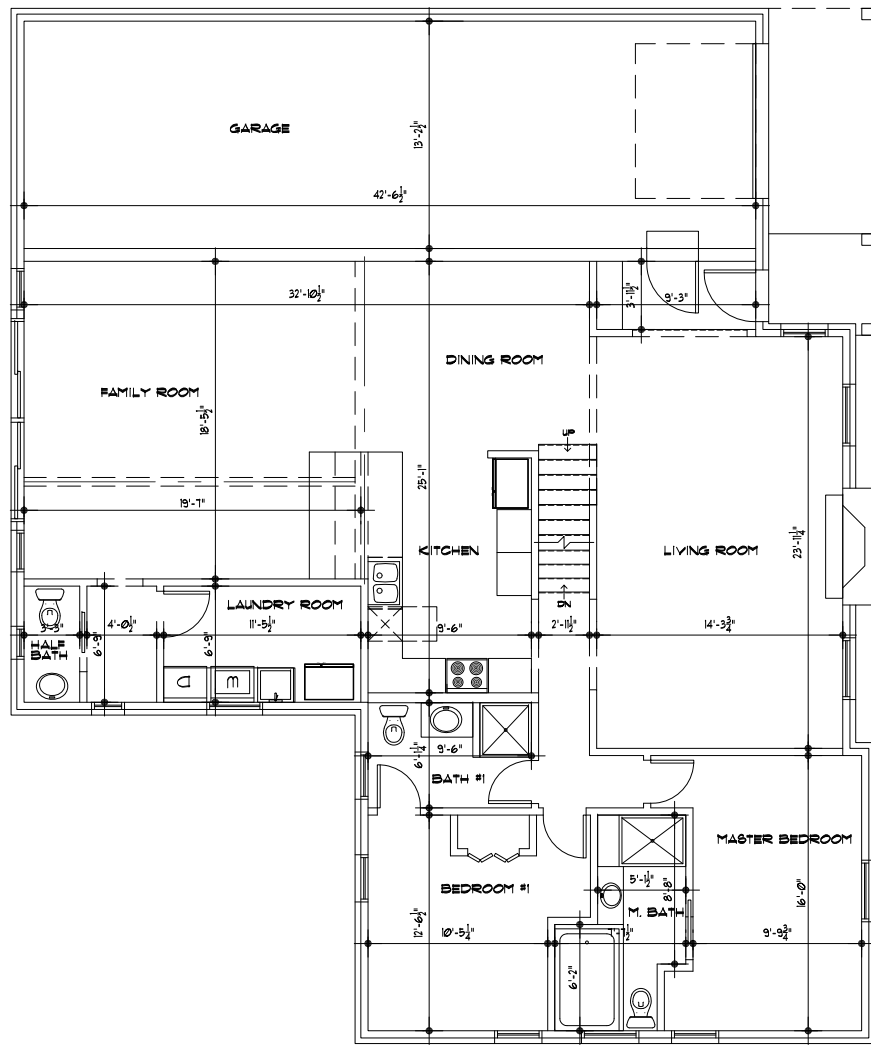 GARAGE
13'-2½"
42'-6½"
32'-10½"
3'-11½"
9'-3"
DINING ROOM
FAMILY ROOM
18'-5½"
UP
25'-1"
19'-7"
KITCHEN
LIVING ROOM
23'-11¼"
LAUNDRY ROOM
3'-3"
4'-0½"
11'-5½"
9'-6"
2'-11½"
14'-3¾"
HALF
BATH
6'-9"
6'-9"
D
W
6'-1¼"
9'-6"
BATH #1
MASTER BEDROOM
BEDROOM #1
5'-1½"
8'-8"
16'-0"
M. BATH
12'-6½"
10'-5¼"
9'-9¾"
6'-2"